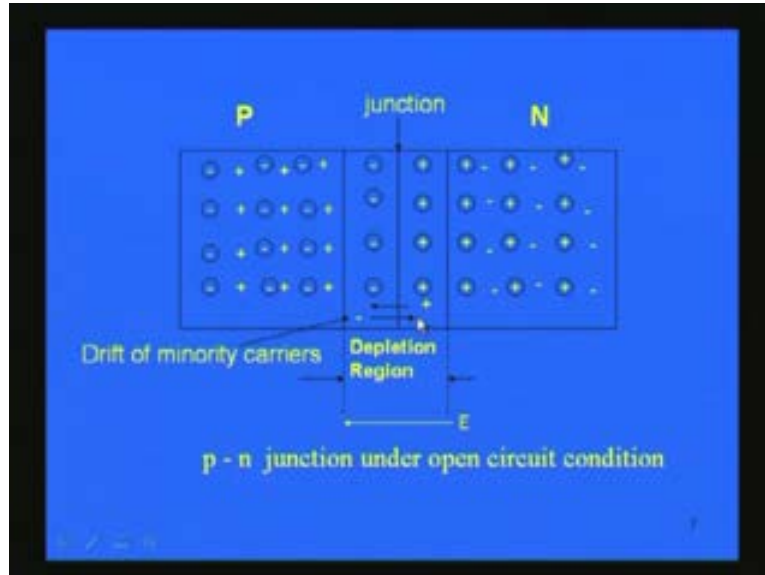 junction
P N
Drift of minority carriers
Depletion
Region
E
p - n junction under open circuit condition